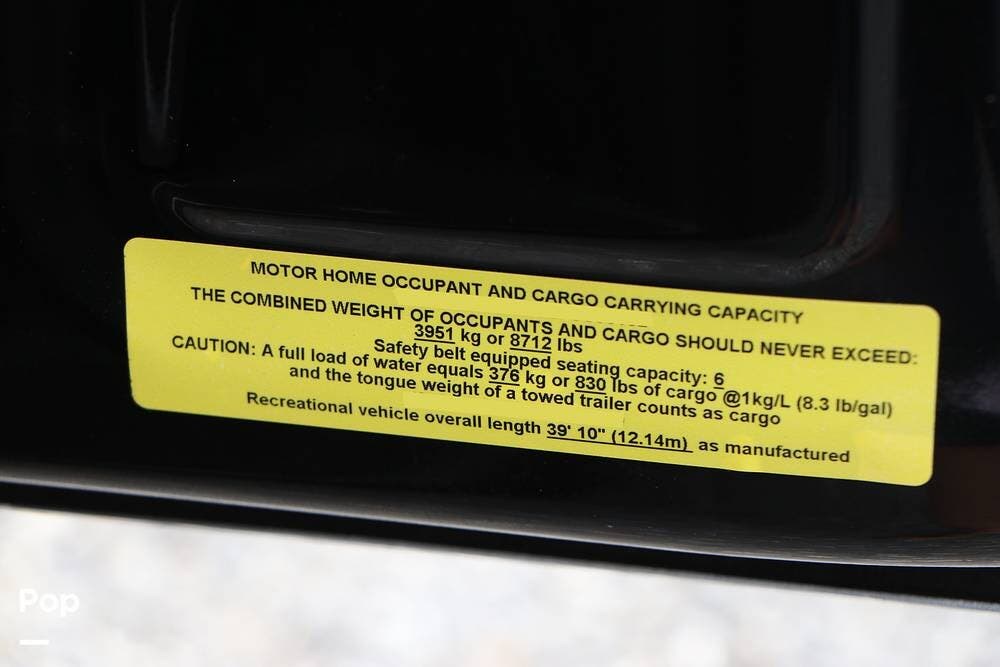 MOTOR HOME OCCUPANT AND CARGO CARRYING CAPACITY
THE COMBINED WEIGHT OF OCCUPANTS AND CARGO SHOULD NEVER EXCEED:
3951 kg or 8712 lbs
Safety belt equipped seating capacity: 6
CAUTION: A full load of water equals 376 kg or 830 lbs of cargo @1kg/L (8.3 lb/gal)
and the tongue weight of a towed trailer counts as cargo
Recreational vehicle overall length 39' 10" (12.14m) as manufactured
Pop